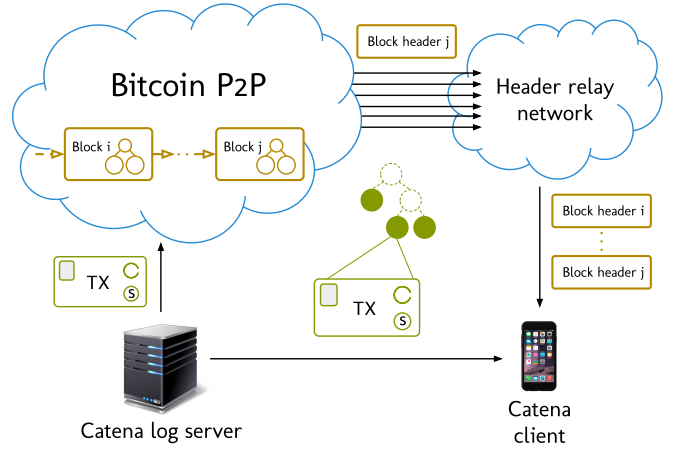 Block header j
Bitcoin P2P
Header relay
network
Block i
Block j
Block header i
Block header j
TX
S
TX
S
Catena log server
Catena
client